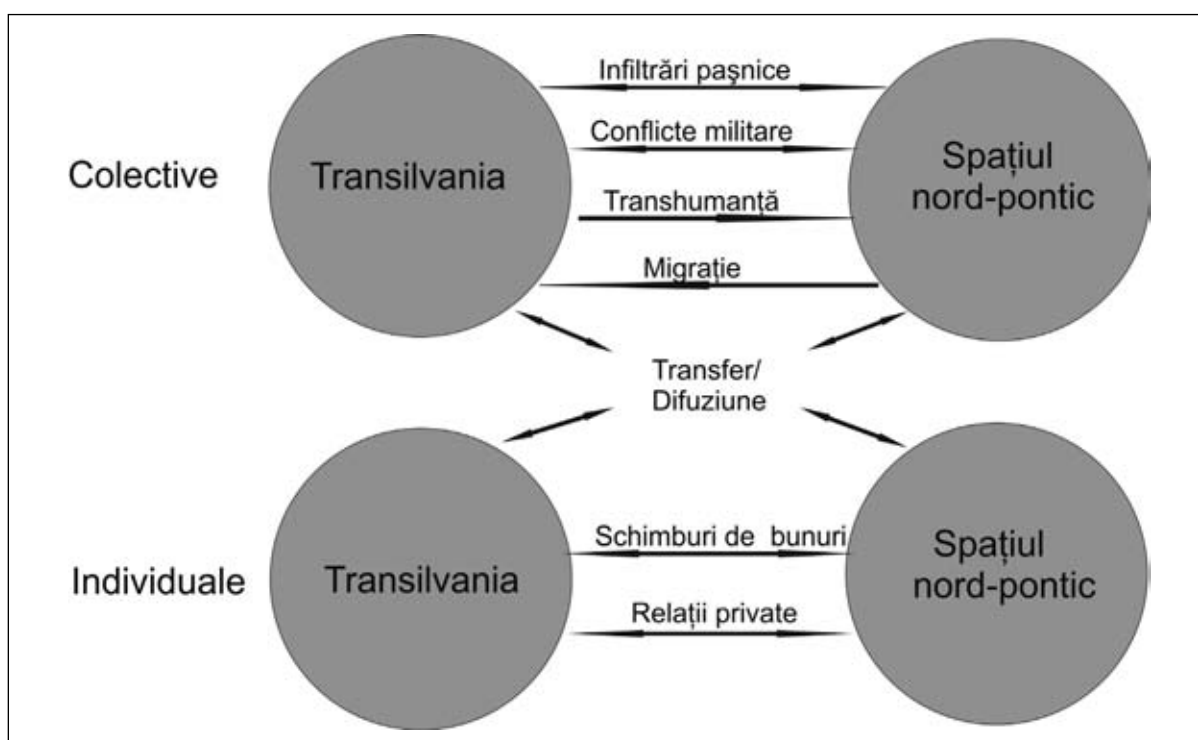 Infiltrări paşnice
Conflicte militare
Colective
Transilvania
Spațiul
nord-pontic
Transhumanță
Migrație
Transfer/
Difuziune
Schimburi de bunuri
Individuale
Transilvania
Spațiul
nord-pontic
Relații private